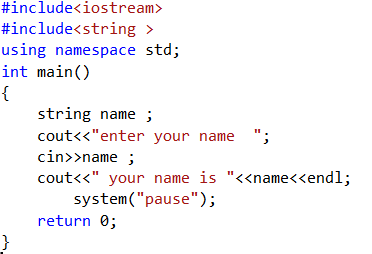 #include<iostream>
#include<string >
using namespace std;
int main()
{
    string name ;
    cout<<"enter your name  ";
    cin>>name ;
    cout<<" your name is "<<name<<endl;
        system("pause");
    return 0;
}